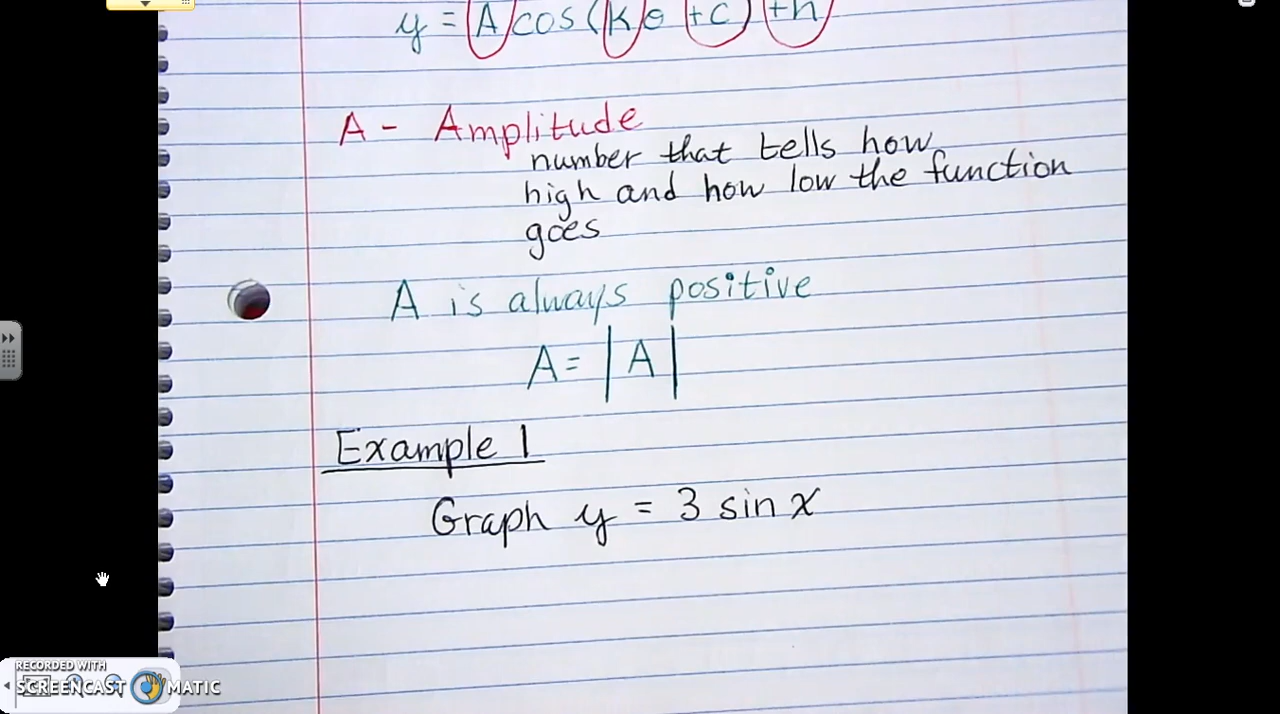 y = A cos(kθ + c) + h
A - Amplitude
number that tells how
high and how low the function
goes
A is always positive
A = |A|
Example 1
Graph y = 3 sin x
RECORDED WITH
SCREENCAST MATIC